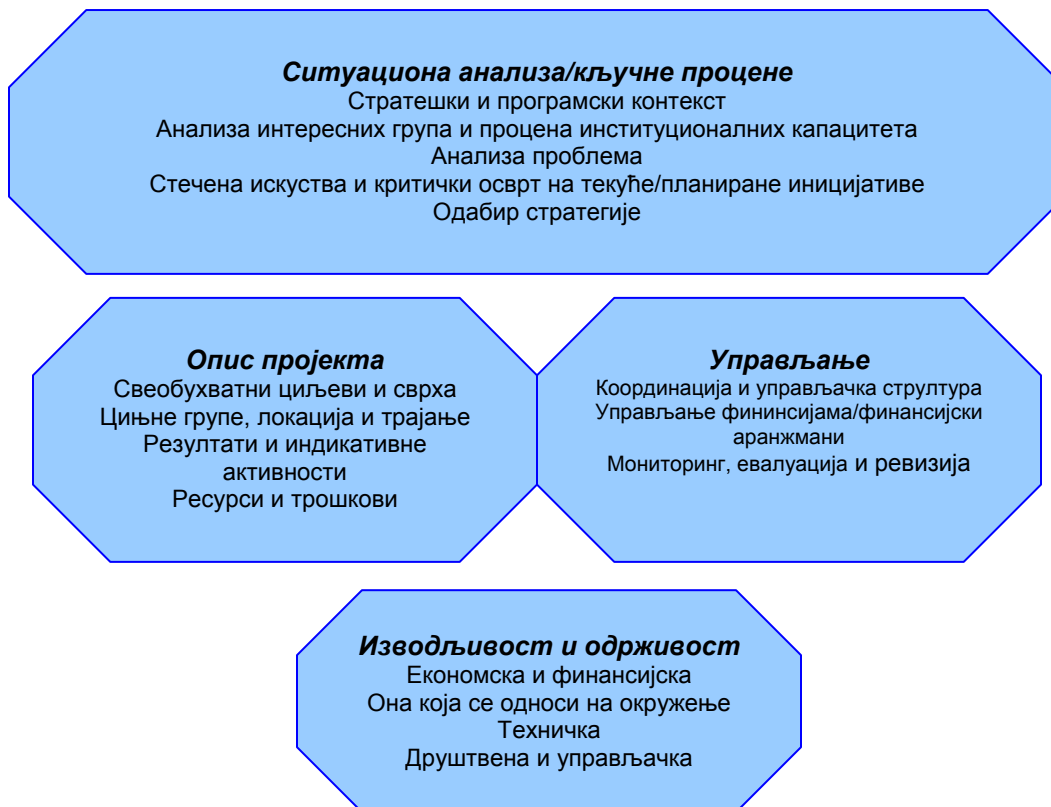 Ситуациона анализа/кључне процене
Стратешки и програмски контекст
Анализа интересних група и процена институционалних капацитета
Анализа проблема
Стечена искуства и критички осврт на текуће/планиране иницијативе
Одабир стратегије
Опис пројекта
Свеобухватни циљеви и сврха
Цињне групе, локација и трајање
Резултати и индикативне
активности
Ресурси и трошкови
Управљање
Координација и управљачка стрултура
Управљање фининсијама/финансијски
аранжмани
Мониторинг, евалуација и ревизија
Изводљивост и одрживост
Економска и финансијска
Она која се односи на окружење
Техничка
Друштвена и управљачка